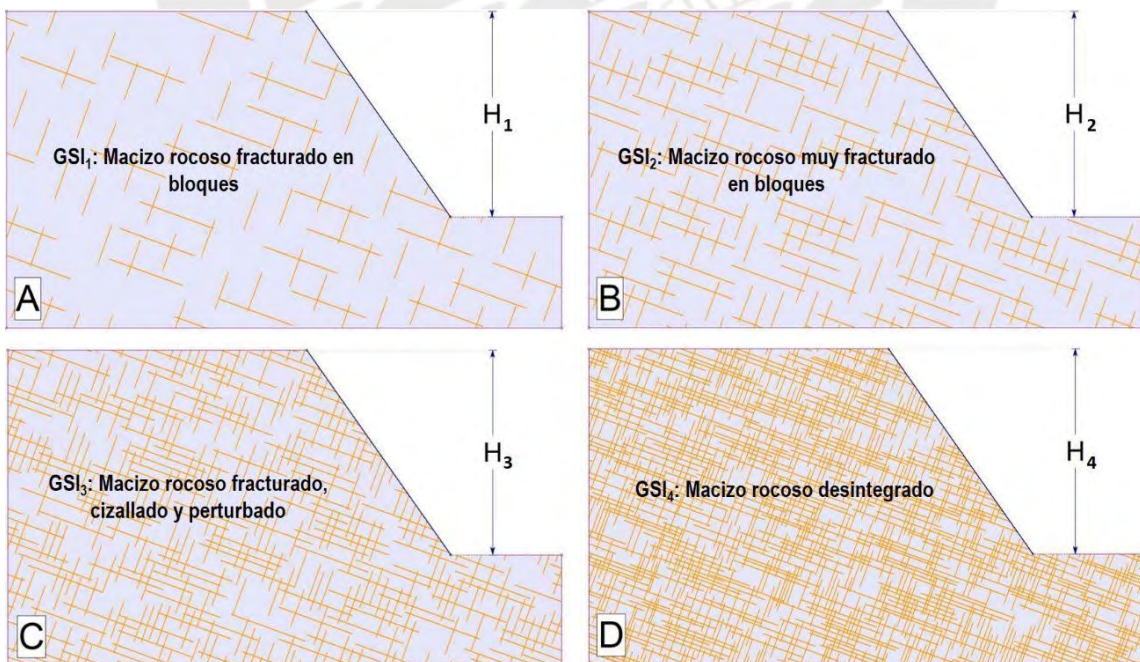 H₁
GSI₁: Macizo rocoso fracturado en
bloques
A
H₂
GSI₂: Macizo rocoso muy fracturado
en bloques
B
H₃
GSI₃: Macizo rocoso fracturado,
cizallado y perturbado
C
H₄
GSI₄: Macizo rocoso desintegrado
D